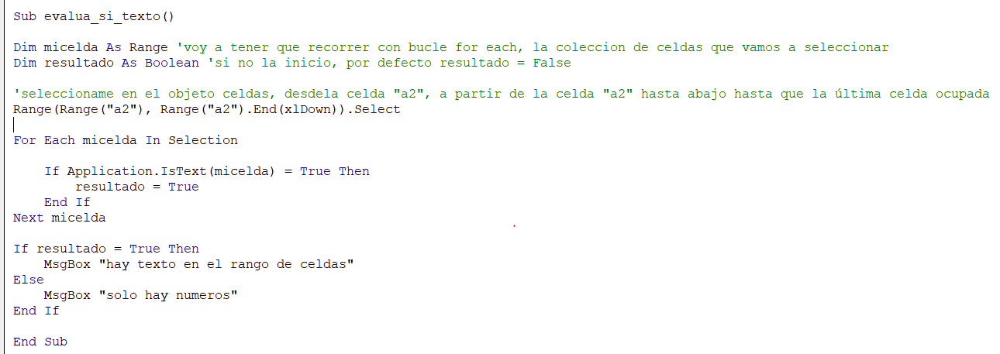 Sub evalua_si_texto()
Dim micelda As Range 'voy a tener que recorrer con bucle for each, la coleccion de celdas que vamos a seleccionar
Dim resultado As Boolean 'si no la inicio, por defecto resultado = False
'seleccioname en el objeto celdas, desdela celda "a2", a partir de la celda "a2" hasta abajo hasta que la última celda ocupada
Range(Range("a2"), Range("a2").End(xlDown)).Select
For Each micelda In Selection
If Application.IsText(micelda) = True Then
resultado = True
End If
Next micelda
If resultado = True Then
MsgBox "hay texto en el rango de celdas"
Else
MsgBox "solo hay numeros"
End If
End Sub